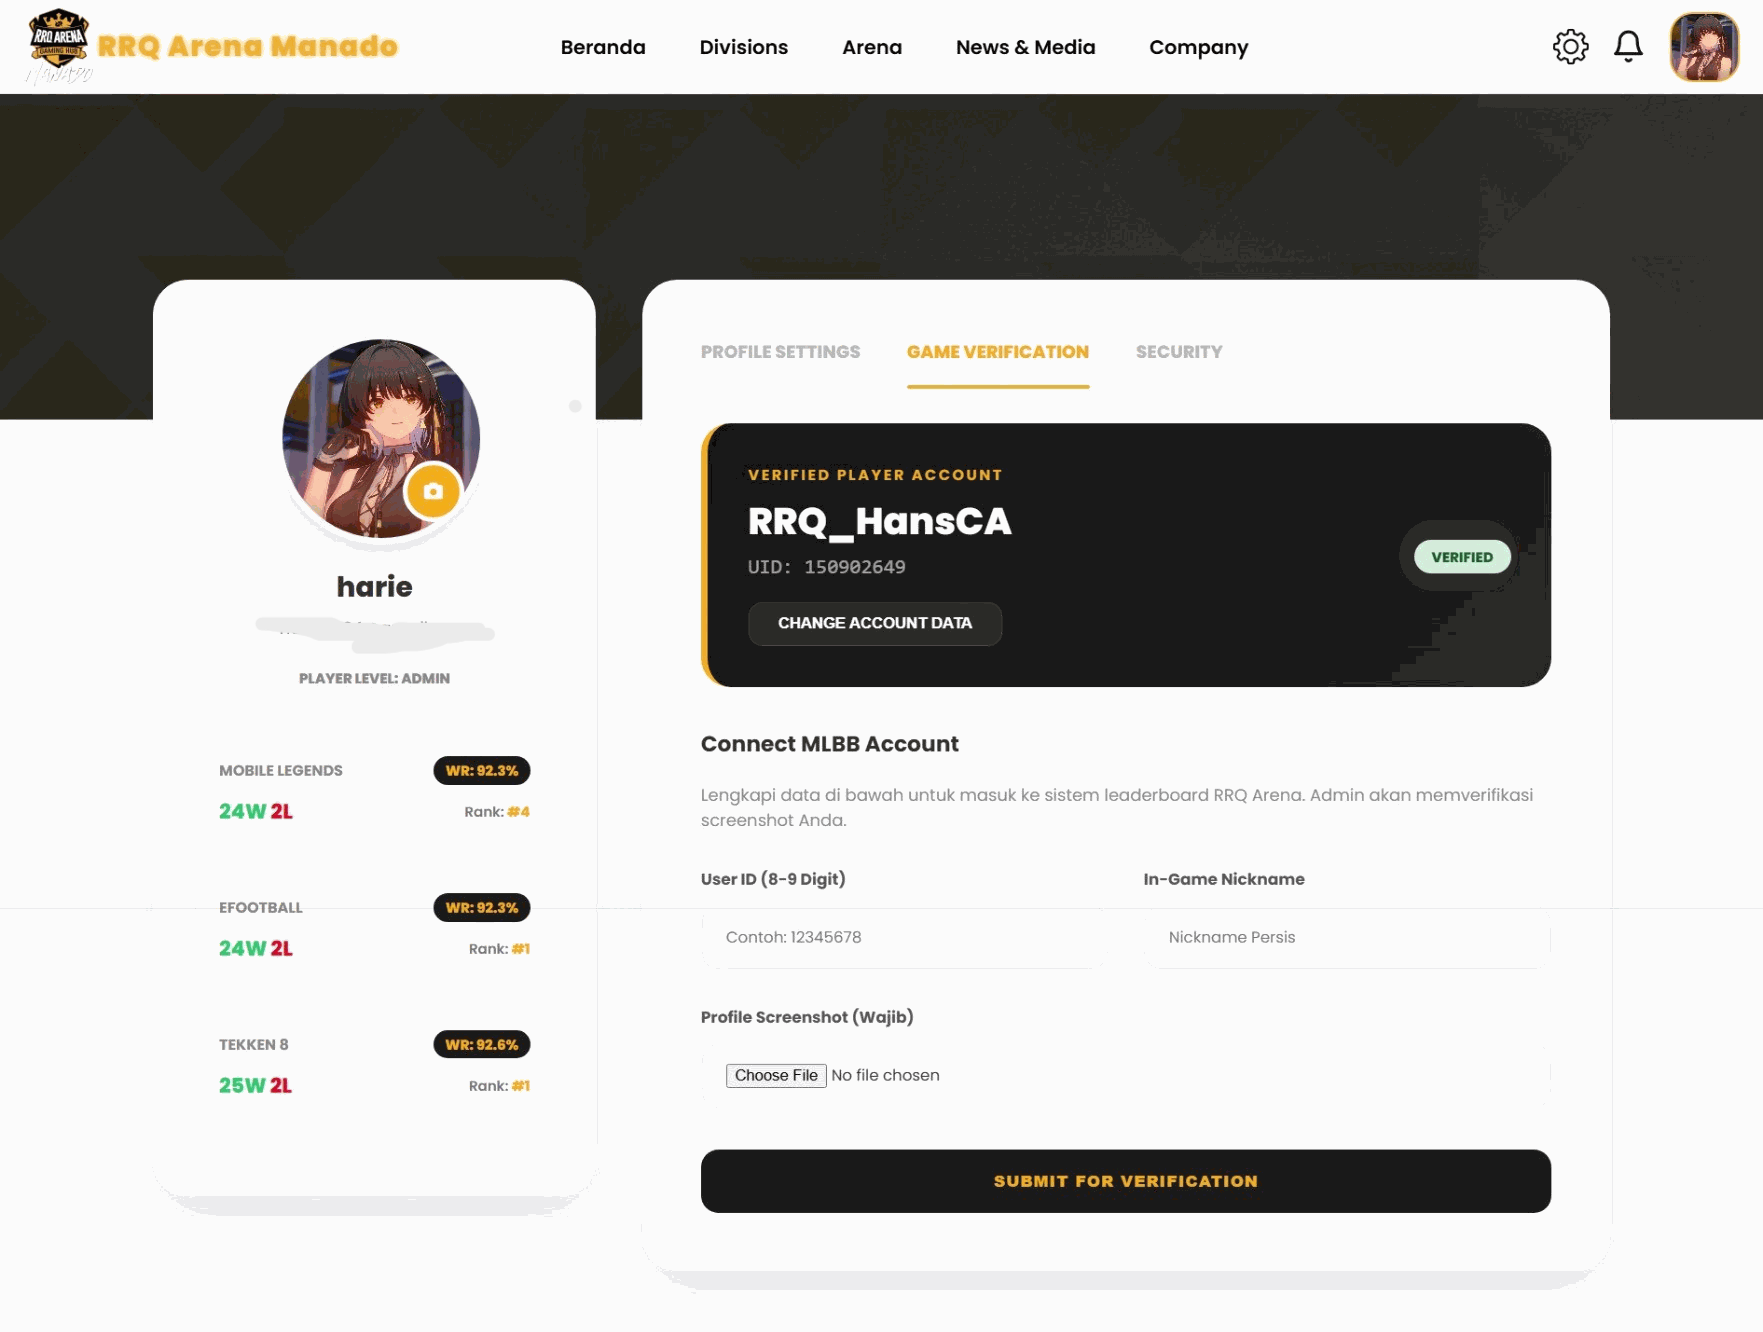 RRQ ARENA
GAMING HUB
MANADO
RRQ Arena Manado
Beranda
Divisions
Arena
News & Media
Company
harie
PLAYER LEVEL: ADMIN
MOBILE LEGENDS
WR: 92.3%
24W 2L
Rank: #4
EFOOTBALL
WR: 92.3%
24W 2L
Rank: #1
TEKKEN 8
WR: 92.6%
25W 2L
Rank: #1
PROFILE SETTINGS
GAME VERIFICATION
SECURITY
VERIFIED PLAYER ACCOUNT
RRQ_HansCA
UID: 150902649
VERIFIED
CHANGE ACCOUNT DATA
Connect MLBB Account
Lengkapi data di bawah untuk masuk ke sistem leaderboard RRQ Arena. Admin akan memverifikasi
screenshot Anda.
User ID (8-9 Digit)
In-Game Nickname
Contoh: 12345678
Nickname Persis
Profile Screenshot (Wajib)
Choose File No file chosen
SUBMIT FOR VERIFICATION